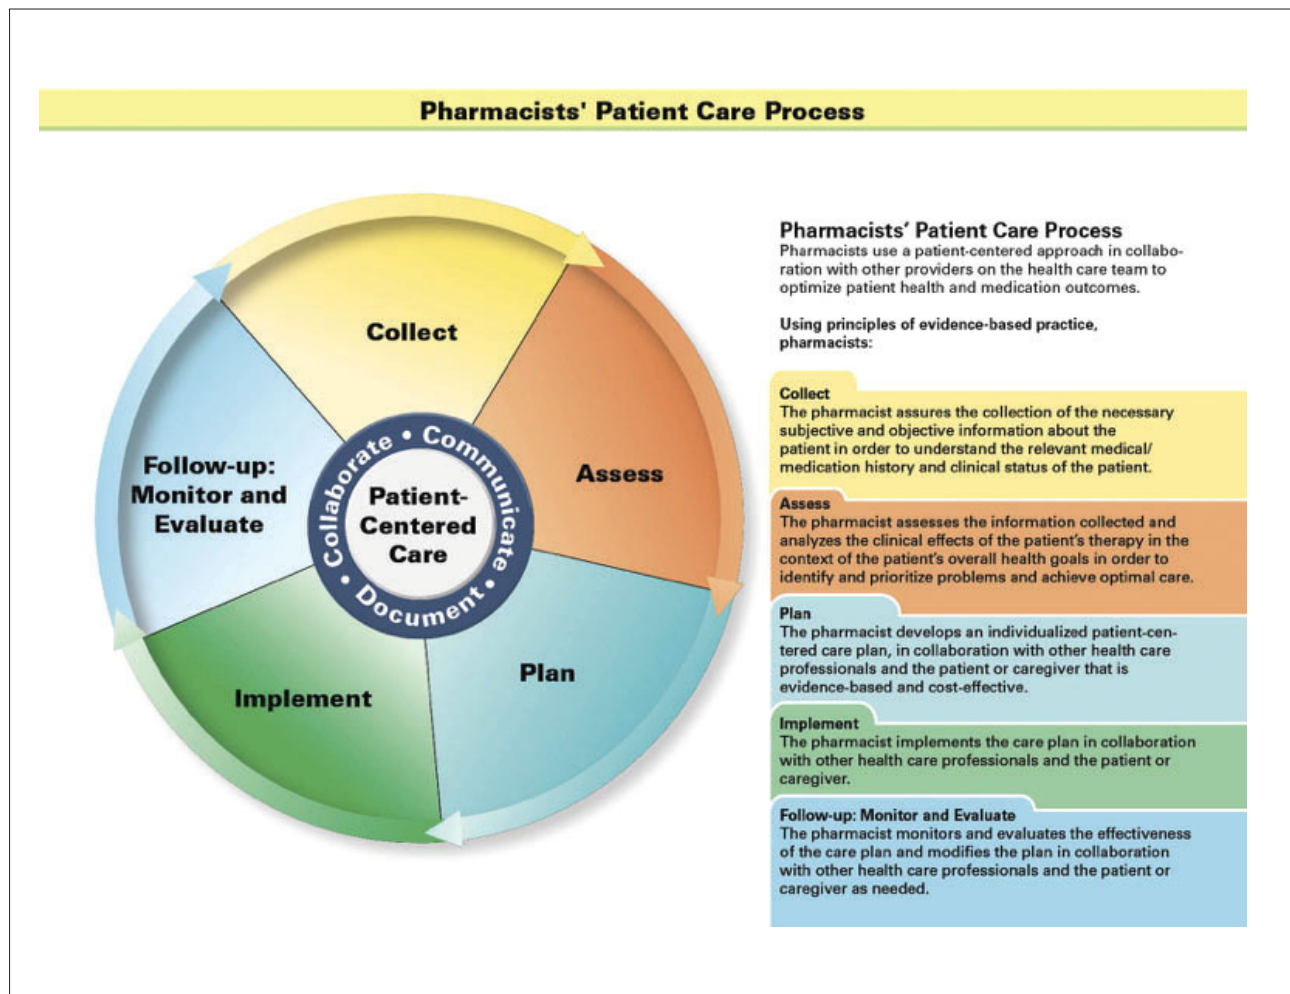 Pharmacists' Patient Care Process
Collect
Assess
Plan
Implement
Follow-up:
Monitor and
Evaluate
Collaborate • Communicate • Document •
Patient-
Centered
Care
Pharmacists’ Patient Care Process
Pharmacists use a patient-centered approach in collabo-
ration with other providers on the health care team to
optimize patient health and medication outcomes.
Using principles of evidence-based practice,
pharmacists:
Collect
The pharmacist assures the collection of the necessary
subjective and objective information about the
patient in order to understand the relevant medical/
medication history and clinical status of the patient.
Assess
The pharmacist assesses the information collected and
analyzes the clinical effects of the patient’s therapy in the
context of the patient’s overall health goals in order to
identify and prioritize problems and achieve optimal care.
Plan
The pharmacist develops an individualized patient-cen-
tered care plan, in collaboration with other health care
professionals and the patient or caregiver that is
evidence-based and cost-effective.
Implement
The pharmacist implements the care plan in collaboration
with other health care professionals and the patient or
caregiver.
Follow-up: Monitor and Evaluate
The pharmacist monitors and evaluates the effectiveness
of the care plan and modifies the plan in collaboration
with other health care professionals and the patient or
caregiver as needed.